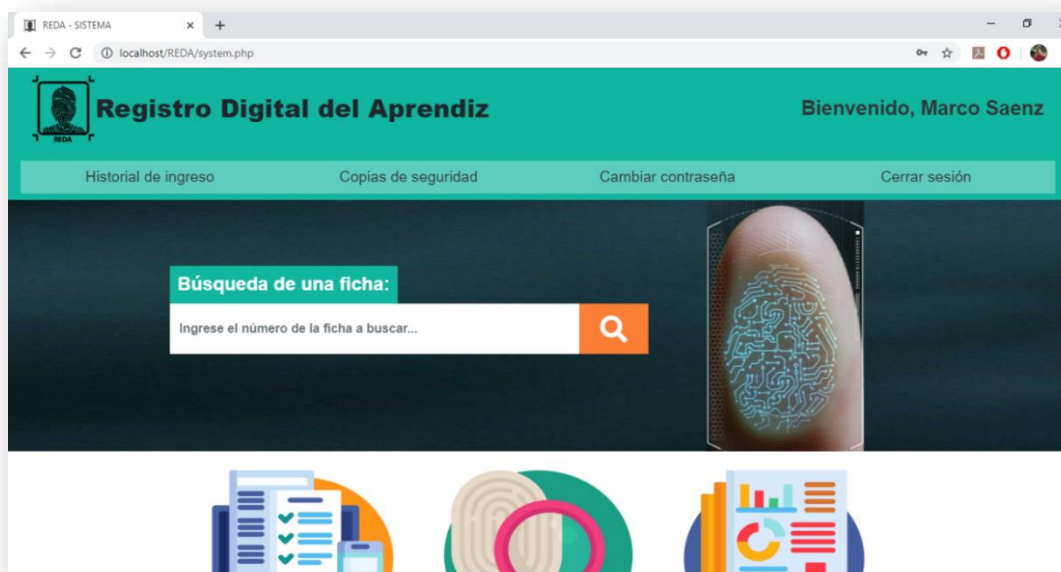 REDA - SISTEMA
localhost/REDA/system.php
REDA
Registro Digital del Aprendiz
Bienvenido, Marco Saenz
Historial de ingreso
Copias de seguridad
Cambiar contraseña
Cerrar sesión
Búsqueda de una ficha:
Ingrese el número de la ficha a buscar...